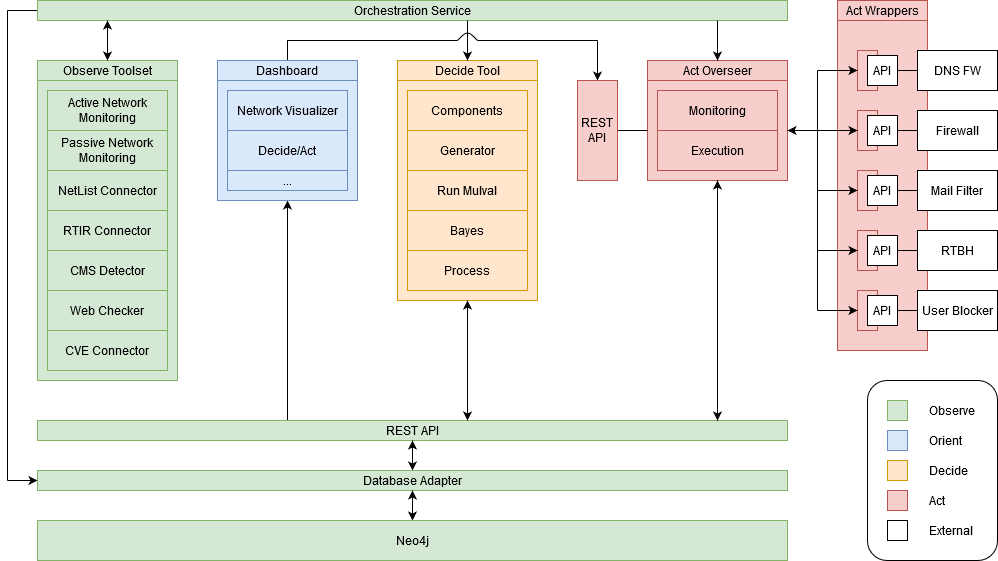 Orchestration Service
Act Wrappers
Observe Toolset
Active Network
Monitoring
Passive Network
Monitoring
NetList Connector
RTIR Connector
CMS Detector
Web Checker
CVE Connector
Dashboard
Network Visualizer
Decide/Act
...
Decide Tool
Components
Generator
Run Mulval
Bayes
Process
REST
API
Act Overseer
Monitoring
Execution
API
DNS FW
API
Firewall
API
Mail Filter
API
RTBH
API
User Blocker
REST API
Database Adapter
Neo4j
Observe
Orient
Decide
Act
External